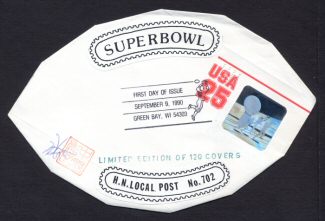 SUPERBOWL
FIRST DAY OF ISSUE
SEPTEMBER 9, 1990
GREEN BAY, WI 54303
USA
25
LIMITED EDITION OF 120 COVERS
H.N. LOCAL POST No. 702